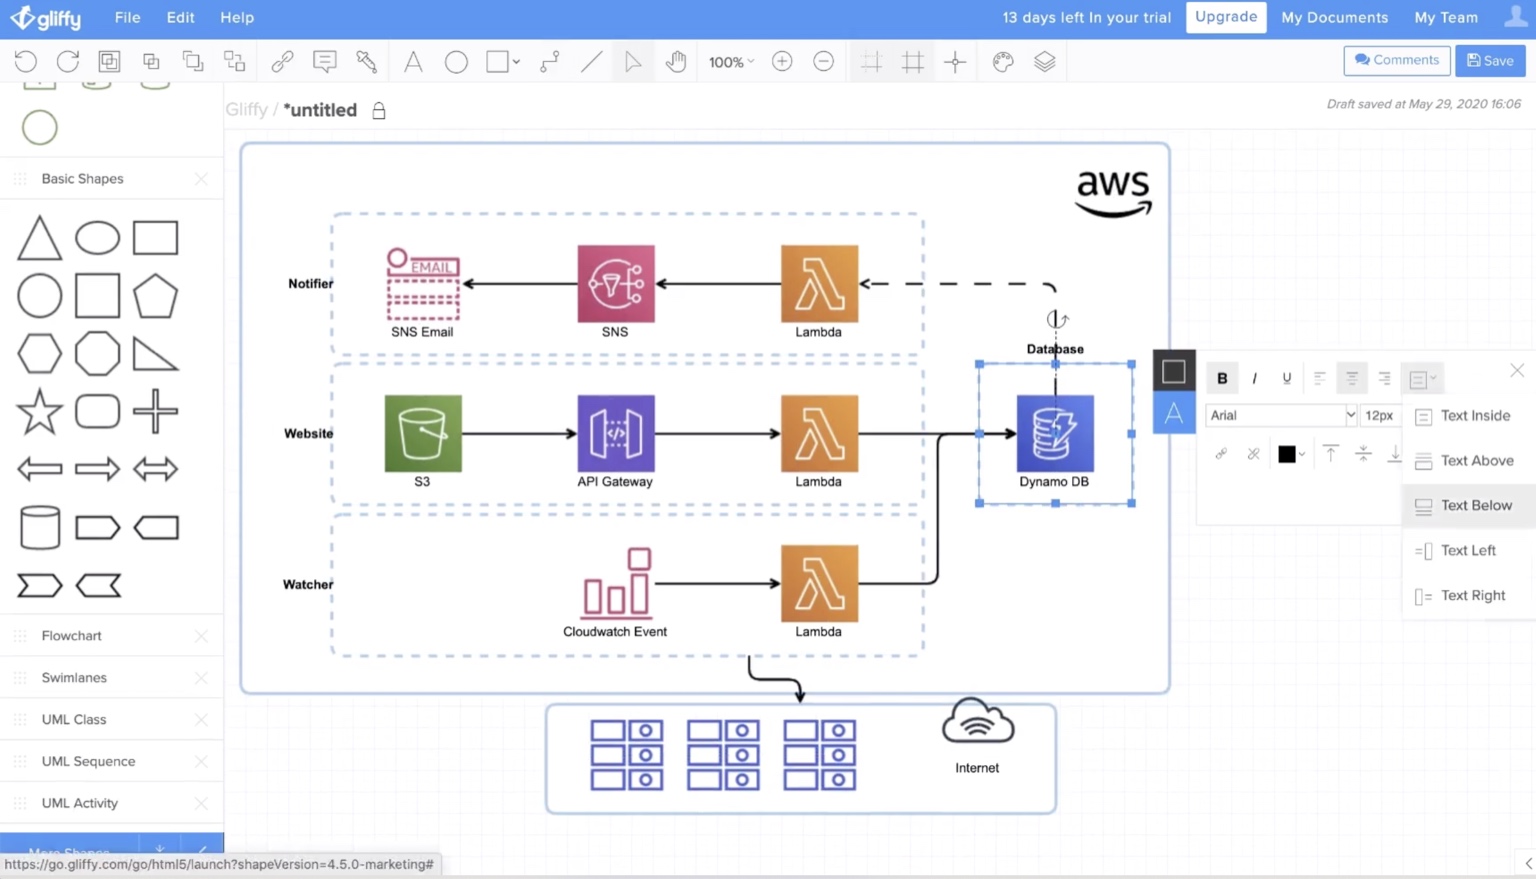 gliffy File Edit Help 13 days left In your trial Upgrade My Documents My Team
100% Comments Save
Gliffy / *untitled
Draft saved at May 29, 2020 16:06
Basic Shapes
Flowchart
Swimlanes
UML Class
UML Sequence
UML Activity
More Shapes
https://go.gliffy.com/go/html5/launch?shapeVersion=4.5.0-marketing#
aws
Notifier
EMAIL
SNS Email
SNS
Lambda
Database
Website
S3
API Gateway
Lambda
Dynamo DB
Watcher
Cloudwatch Event
Lambda
Internet
B I U
Arial 12px
Text Inside
Text Above
Text Below
Text Left
Text Right